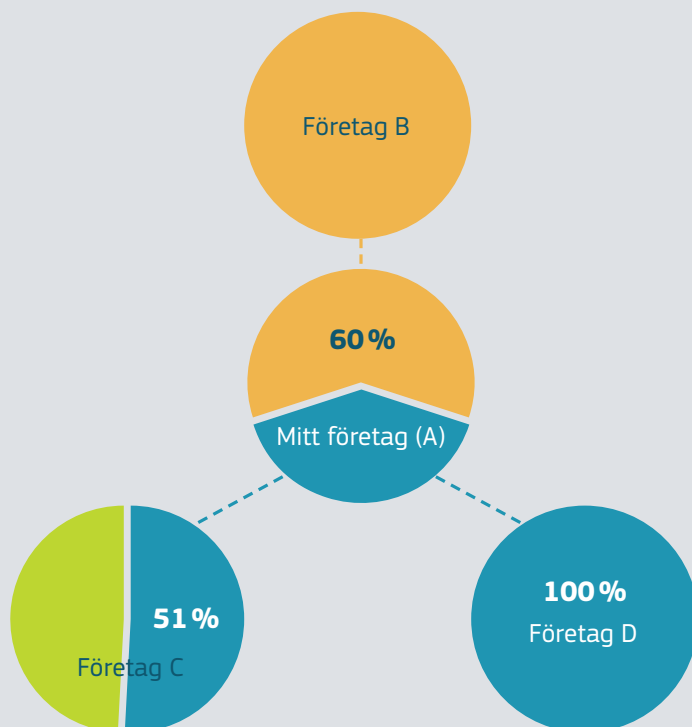 Företag B
60 %
Mitt företag (A)
51 %
Företag C
100 %
Företag D